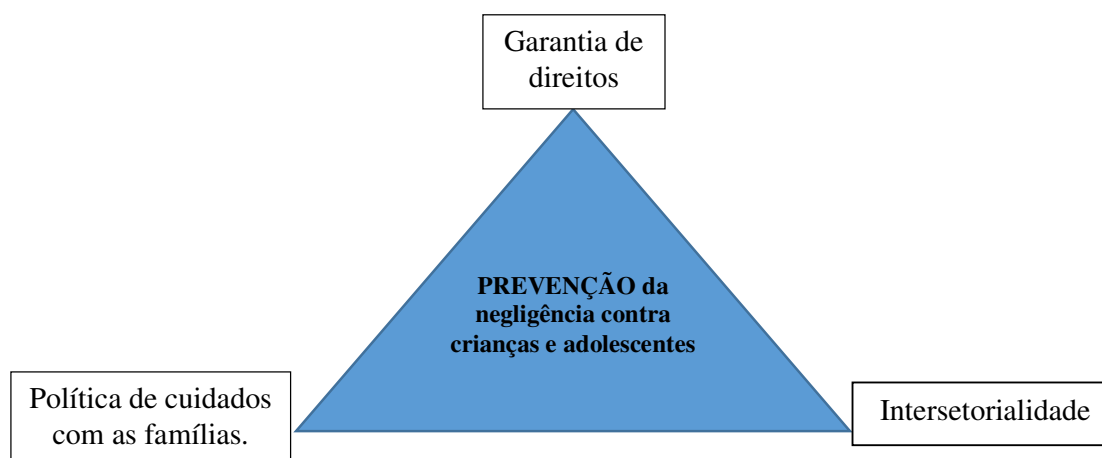 Garantia de
direitos
PREVENÇÃO da
negligência contra
crianças e adolescentes
Política de cuidados
com as famílias.
Intersetorialidade